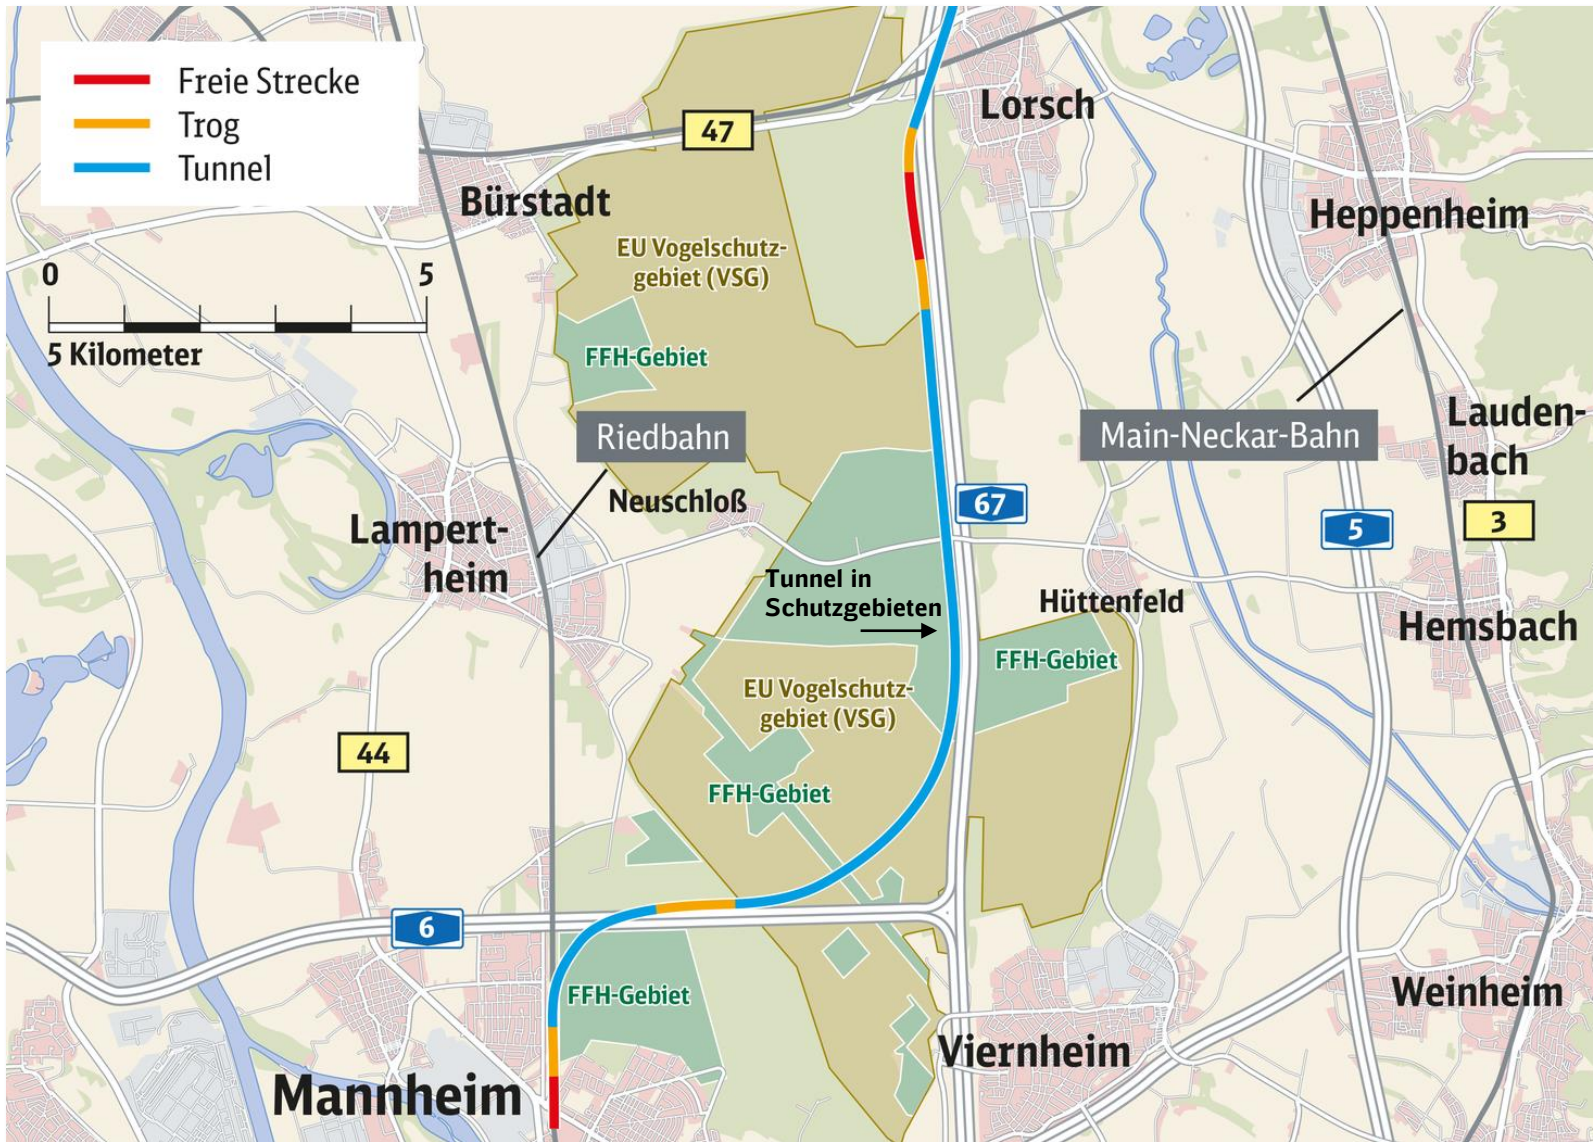 Freie Strecke
Trog
Tunnel
0
5
5 Kilometer
47
Lorsch
Bürstadt
Heppenheim
EU Vogelschutz-
gebiet (VSG)
FFH-Gebiet
Riedbahn
Main-Neckar-Bahn
Lauden-
bach
Neuschloß
67
5
3
Lampert-
heim
Tunnel in
Schutzgebieten
Hüttenfeld
Hemsbach
FFH-Gebiet
EU Vogelschutz-
gebiet (VSG)
44
FFH-Gebiet
6
FFH-Gebiet
Weinheim
Viernheim
Mannheim